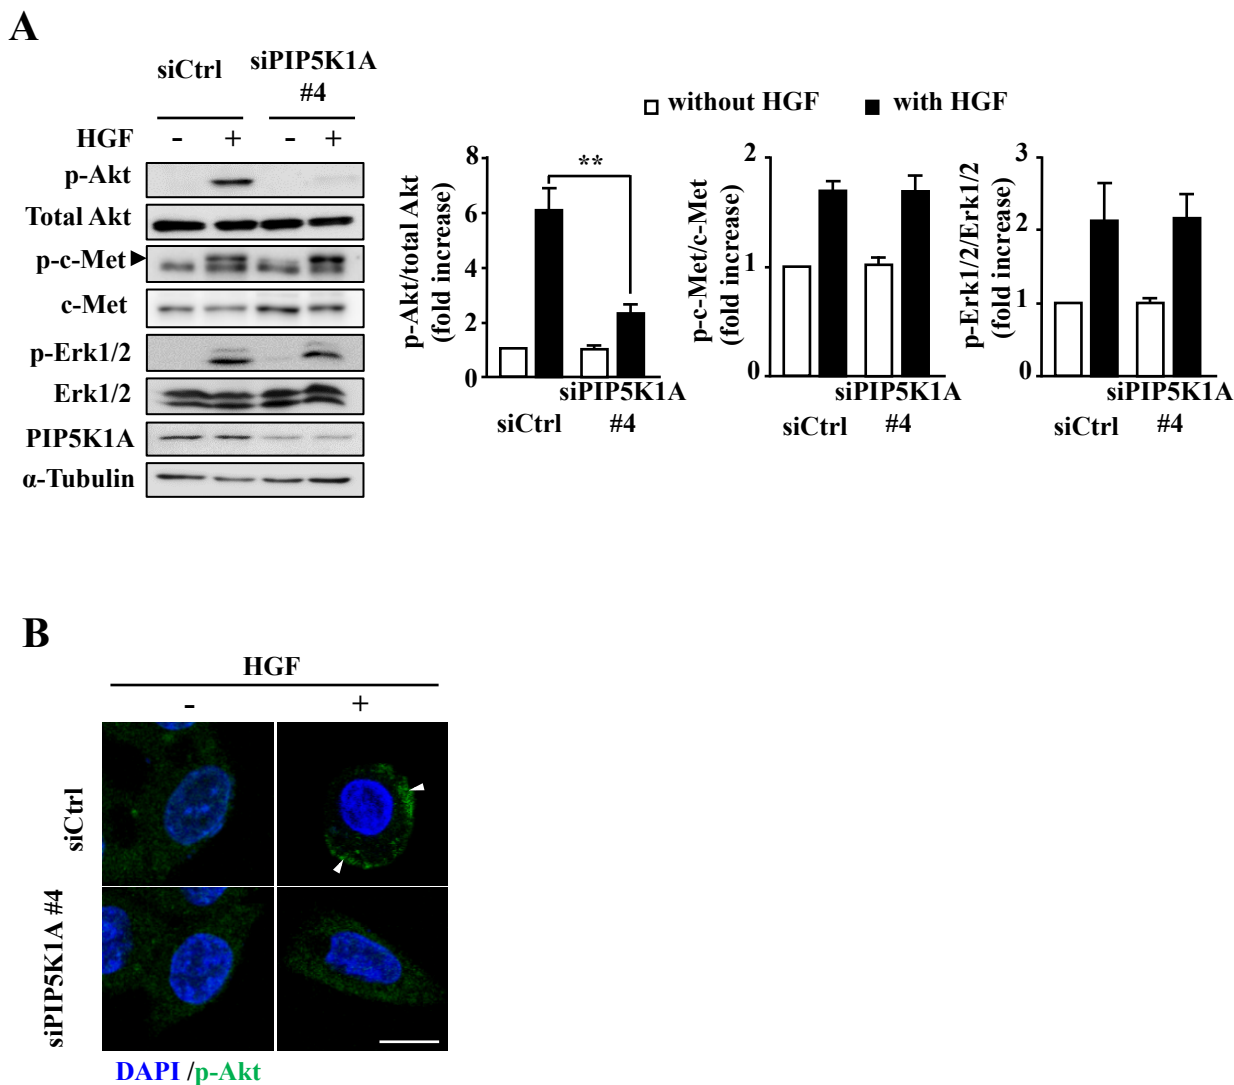 A
siCtrl
siPIP5K1A
#4
HGF - + - +
p-Akt
Total Akt
p-c-Met
c-Met
p-Erk1/2
Erk1/2
PIP5K1A
α-Tubulin
without HGF
with HGF
p-Akt/total Akt
(fold increase)
8
6
4
2
0
**
siCtrl
siPIP5K1A
#4
p-c-Met/c-Met
(fold increase)
2
1
0
siCtrl
siPIP5K1A
#4
p-Erk1/2/Erk1/2
(fold increase)
3
2
1
0
siCtrl
siPIP5K1A
#4
B
HGF
- +
siCtrl
siPIP5K1A #4
DAPI /p-Akt